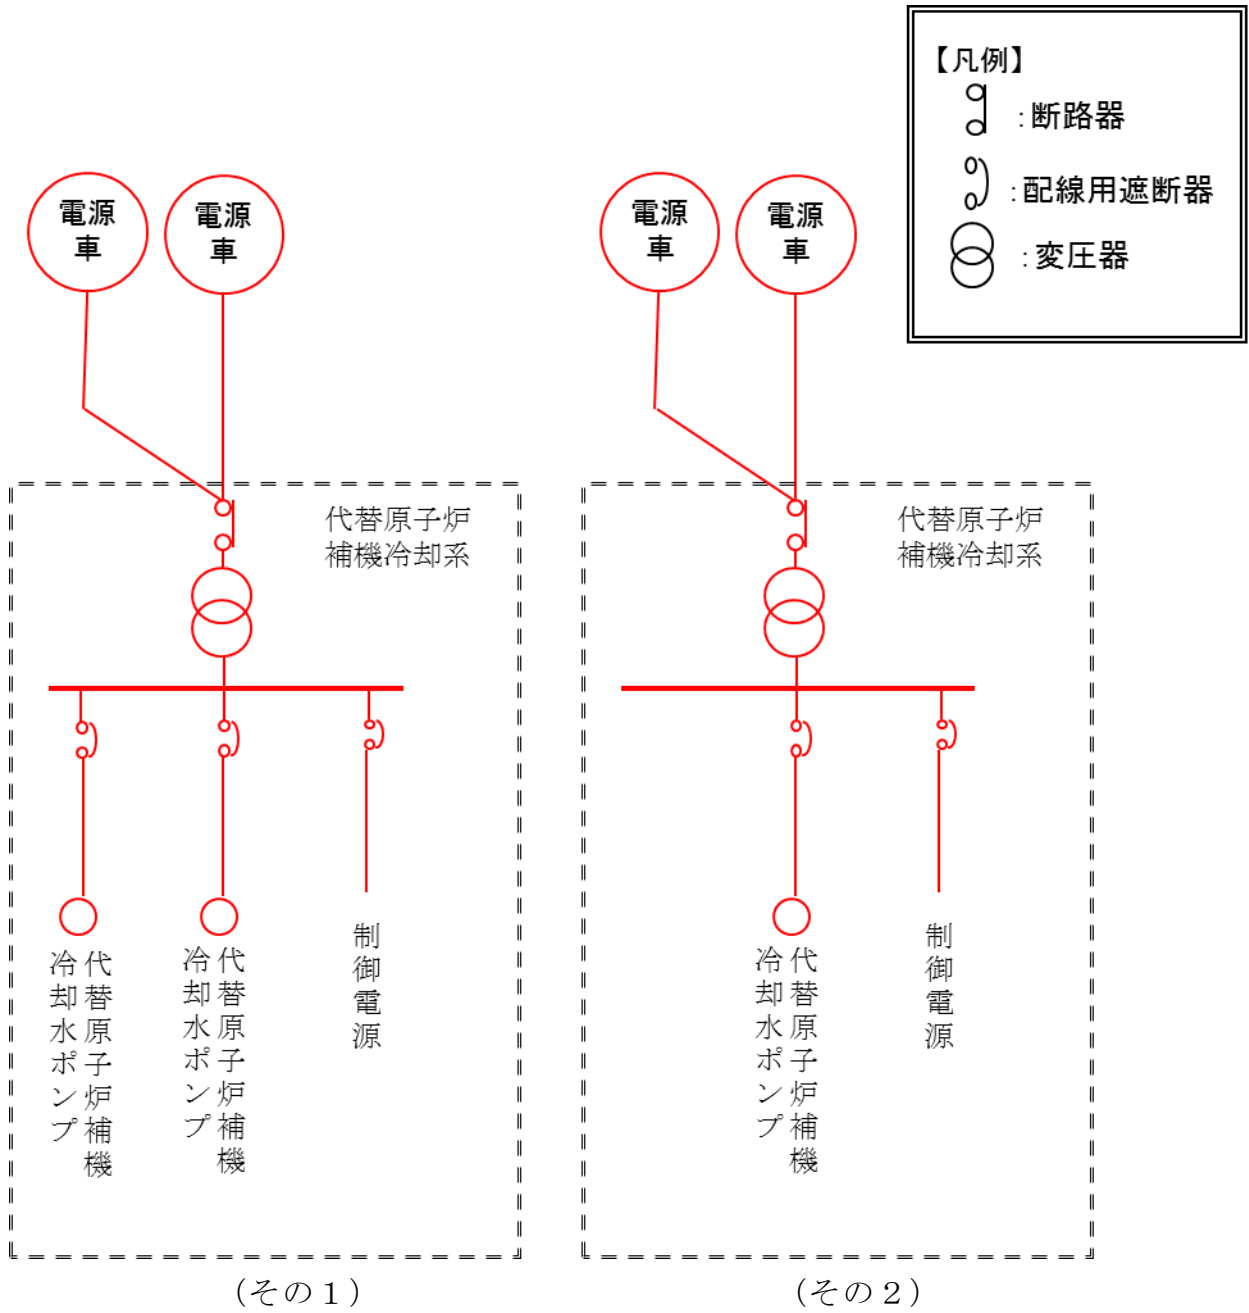 【凡例】
：断路器
：配線用遮断器
：変圧器
電源
車
電源
車
電源
車
電源
車
代替原子炉
補機冷却系
代替原子炉
補機冷却系
代替原子炉補機
冷却水ポンプ
代替原子炉補機
冷却水ポンプ
制御電源
代替原子炉補機
冷却水ポンプ
制御電源
（その１）
（その２）